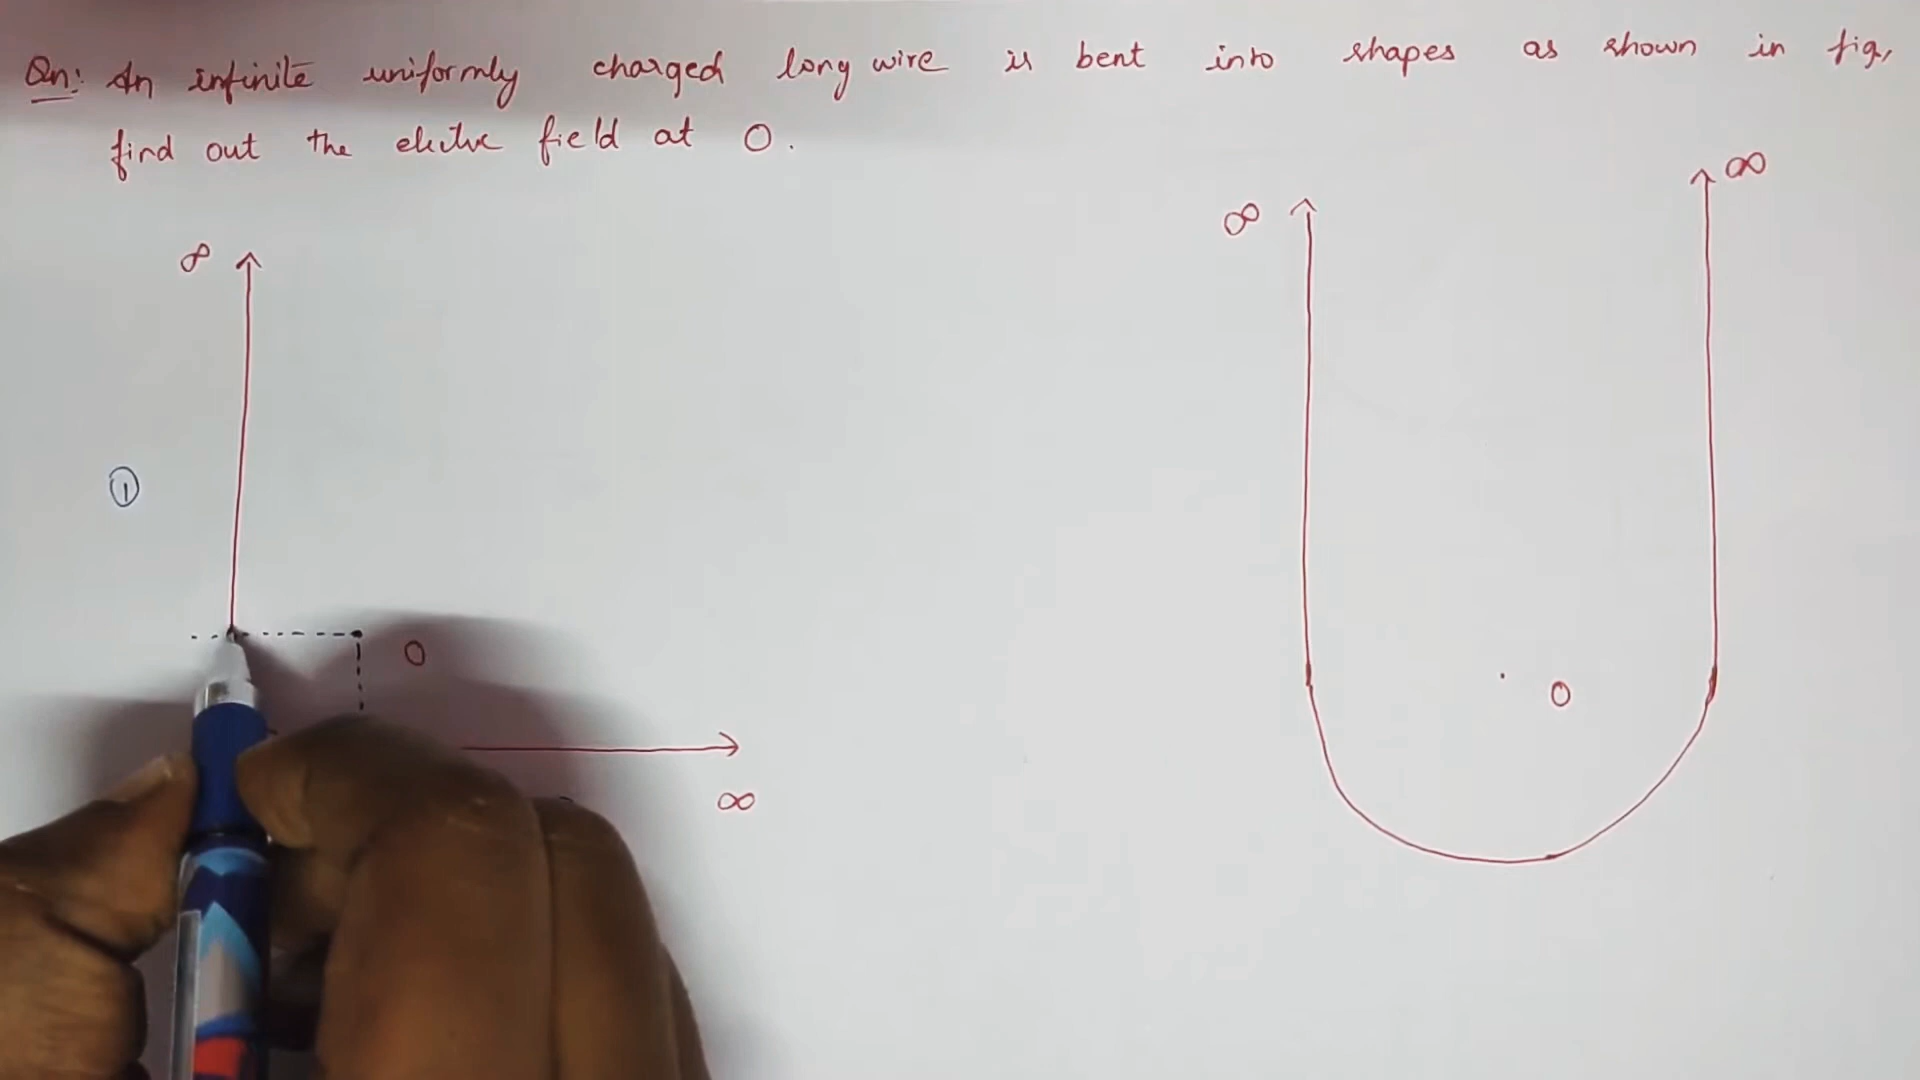 Qn: An infinite uniformly charged long wire is bent into shapes as shown in fig,
find out the electric field at O.
∞
∞
∞
①
O
O
∞